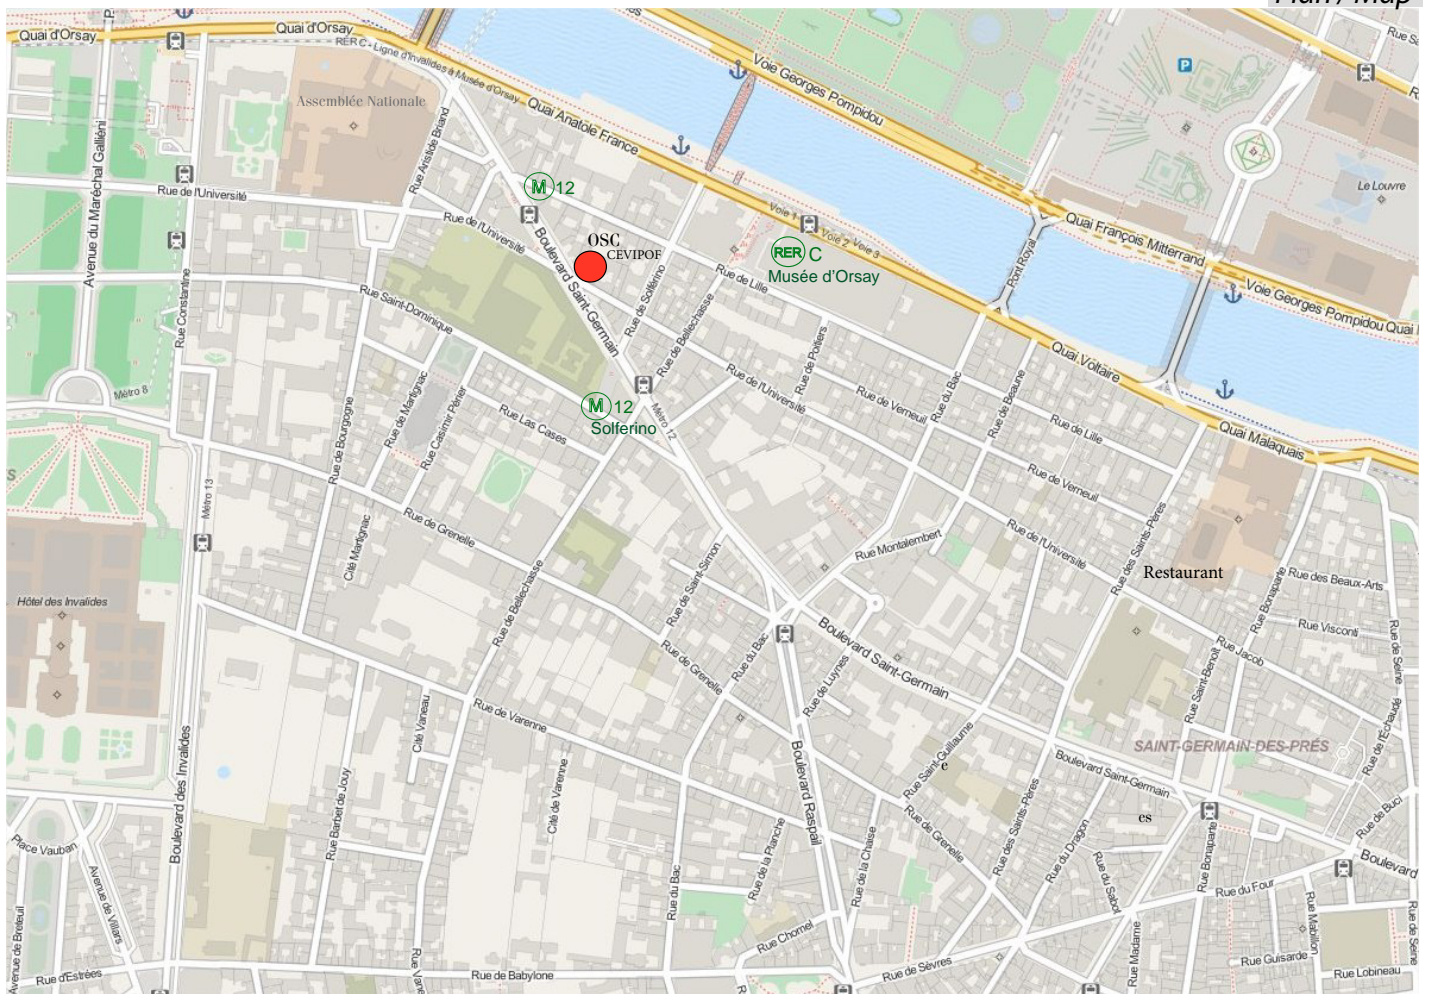 Plan / Map
Quai d'Orsay
Quai d'Orsay
RER C - Ligne d'Invalides à Musée d'Orsay
Assemblée Nationale
Quai Anatole France
Voie Georges Pompidou
P
Rue Aristide Briand
Avenue du Maréchal Galliéni
Rue de l'Université
M 12
Rue de l'Université
OSC
CEVIPOF
Boulevard Saint-Germain
Voie 1
Voie 2
Voie 3
RER C
Musée d'Orsay
Pont Royal
Quai François Mitterrand
Le Louvre
Voie Georges Pompidou
Quai
Rue Constantine
Rue Saint-Dominique
Rue de Solférino
Rue de Bellechasse
Rue de Lille
Rue de Poitiers
Quai Voltaire
Métro 8
Rue de Bourgogne
Rue de Martignac
Rue Casimir Périer
Rue Las Cases
M 12
Solferino
Métro 12
Rue de l'Université
Rue de Verneuil
Rue du Bac
Rue de Beaune
Rue de Lille
Quai Malaquais
Métro 13
Cité Martignac
Rue de Grenelle
Rue de Verneuil
Rue de l'Université
Rue des Saints-Pères
Rue Montalembert
Restaurant
Rue Bonaparte
Rue des Beaux-Arts
Rue Visconti
Rue de Seine
Hôtel des Invalides
Rue de Bellechasse
Rue de Saint-Simon
Rue de Grenelle
Rue du Bac
Rue de Luynes
Boulevard Saint-Germain
Rue Jacob
Rue Saint-Benoît
Rue de l'Échaudé
Boulevard des Invalides
Cité Vaneau
Rue de Varenne
Cité de Varenne
Boulevard Raspail
Rue Saint-Guillaume
e
SAINT-GERMAIN-DES-PRÉS
Boulevard Saint-Germain
es
Rue de Buci
Place Vauban
Avenue de Villars
Rue Barbet de Jouy
Rue de la Planche
Rue de la Chaise
Rue de Grenelle
Rue des Saints-Pères
Rue du Dragon
Rue du Sabot
Rue Bonaparte
Rue du Four
Boulevard
Avenue de Breteuil
Rue d'Estrées
Rue du Bac
Rue Chomel
Rue de Babylone
Rue de Sèvres
Rue Madame
Rue Mabillon
Rue Guisarde
Rue Lobineau
Rue de Seine